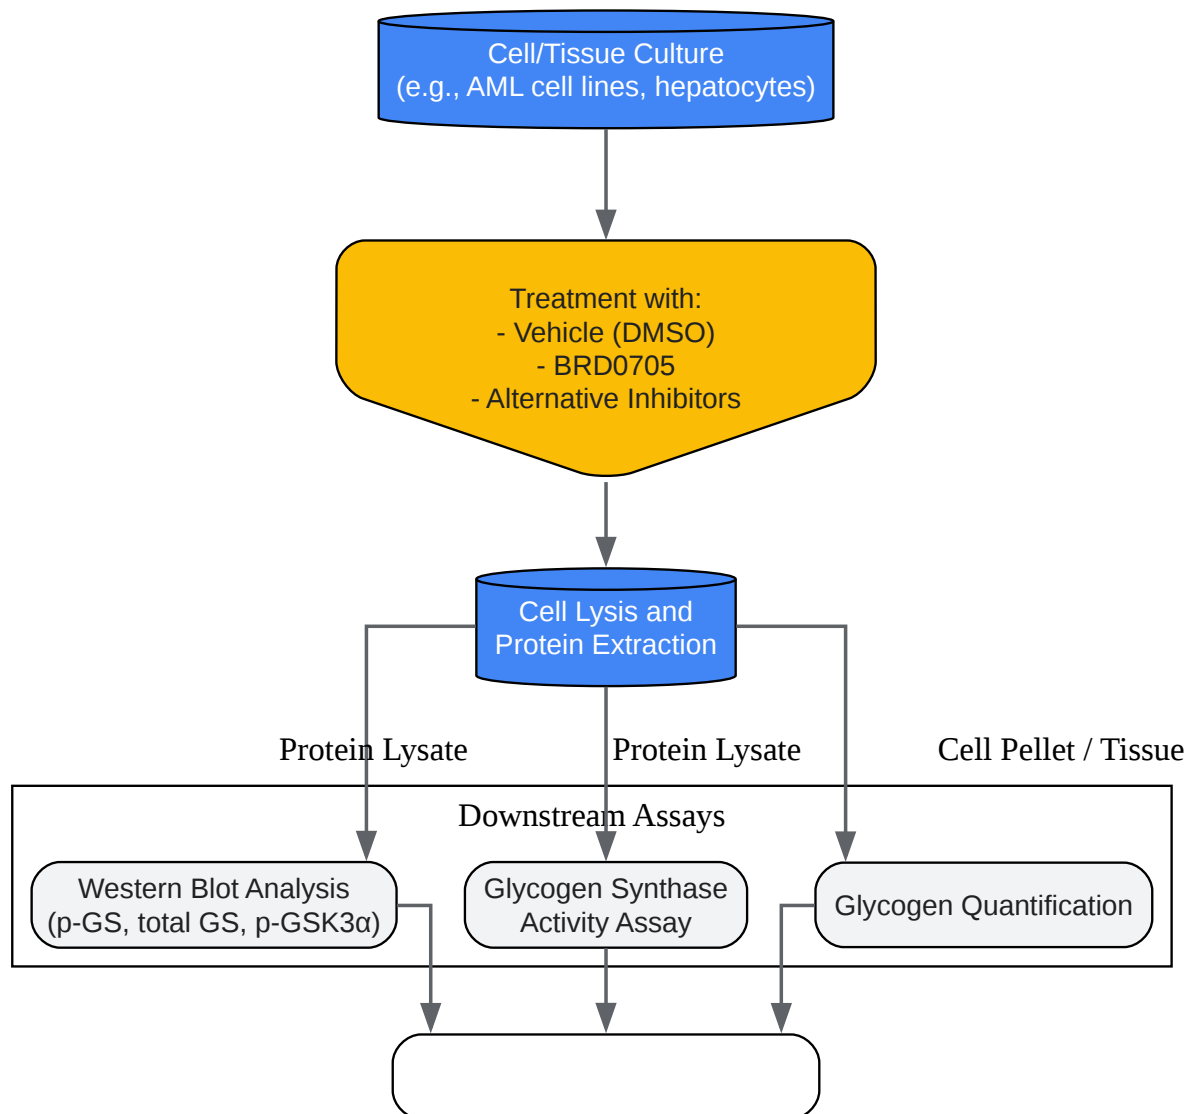 Cell/Tissue Culture
(e.g., AML cell lines, hepatocytes)
Treatment with:
- Vehicle (DMSO)
- BRD0705
- Alternative Inhibitors
Cell Lysis and
Protein Extraction
Protein Lysate
Protein Lysate
Cell Pellet / Tissue
Downstream Assays
Western Blot Analysis
(p-GS, total GS, p-GSK3α)
Glycogen Synthase
Activity Assay
Glycogen Quantification